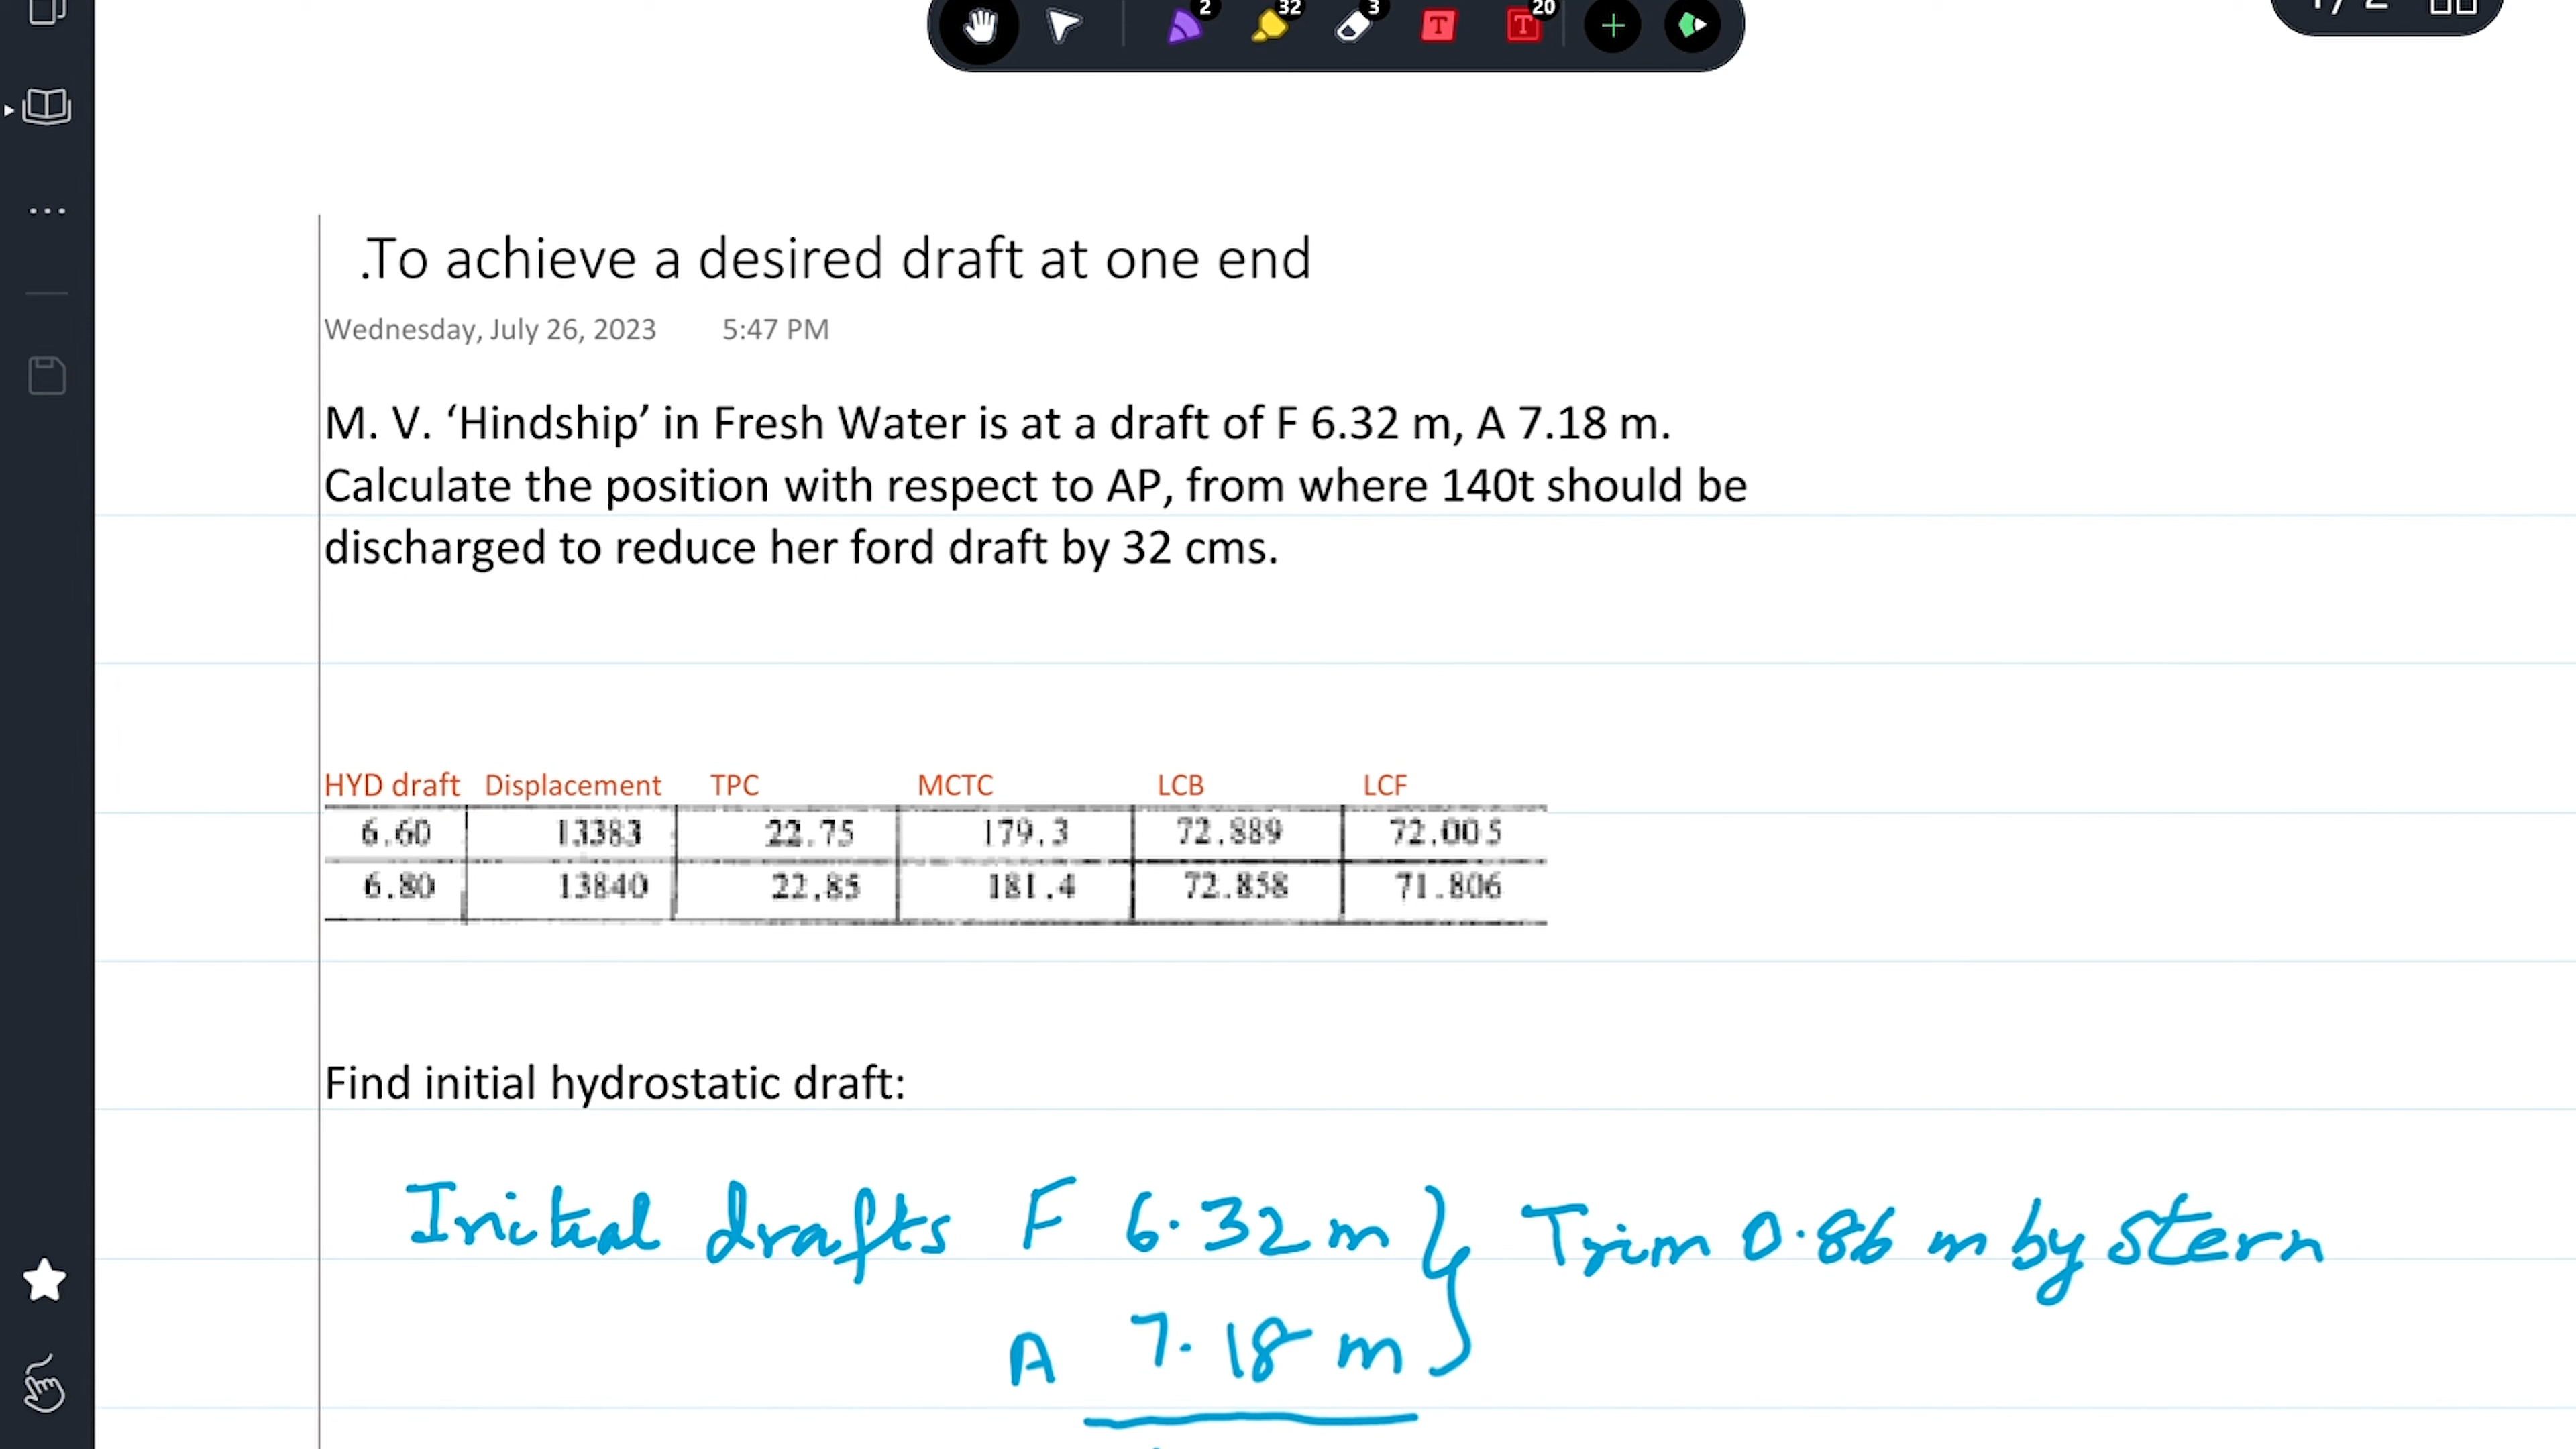 2 32 3 T T 20
.To achieve a desired draft at one end
Wednesday, July 26, 2023 5:47 PM
M. V. ‘Hindship’ in Fresh Water is at a draft of F 6.32 m, A 7.18 m.
Calculate the position with respect to AP, from where 140t should be
discharged to reduce her ford draft by 32 cms.
HYD draft Displacement TPC MCTC LCB LCF
6.60 13383 22.75 179.3 72.889 72.005
6.80 13840 22.85 181.4 72.858 71.806
Find initial hydrostatic draft:
Initial drafts F 6.32 m } Trim 0.86 m by Stern
A 7.18 m